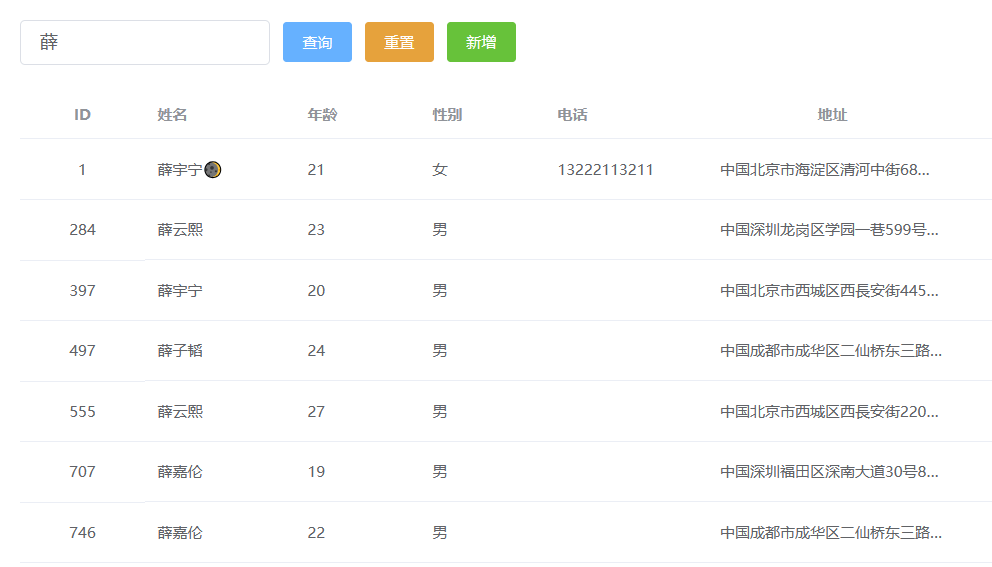 薛 查询 重置 新增
ID 姓名 年龄 性别 电话 地址
1 薛宇宁🌘 21 女 13222113211 中国北京市海淀区清河中街68...
284 薛云熙 23 男 中国深圳龙岗区学园一巷599号...
397 薛宇宁 20 男 中国北京市西城区西長安街445...
497 薛子韬 24 男 中国成都市成华区二仙桥东三路...
555 薛云熙 27 男 中国北京市西城区西長安街220...
707 薛嘉伦 19 男 中国深圳福田区深南大道30号8...
746 薛嘉伦 22 男 中国成都市成华区二仙桥东三路...